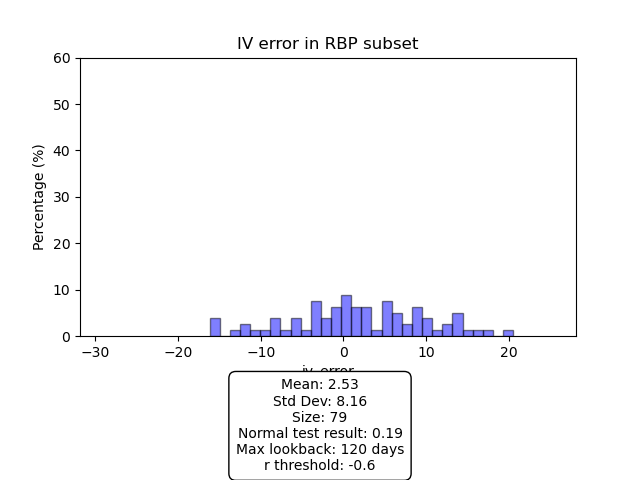 IV error in RBP subset
60
50
40
30
20
10
0
Percentage (%)
−30 −20 −10 0 10 20
iv_error
Mean: 2.53
Std Dev: 8.16
Size: 79
Normal test result: 0.19
Max lookback: 120 days
r threshold: -0.6